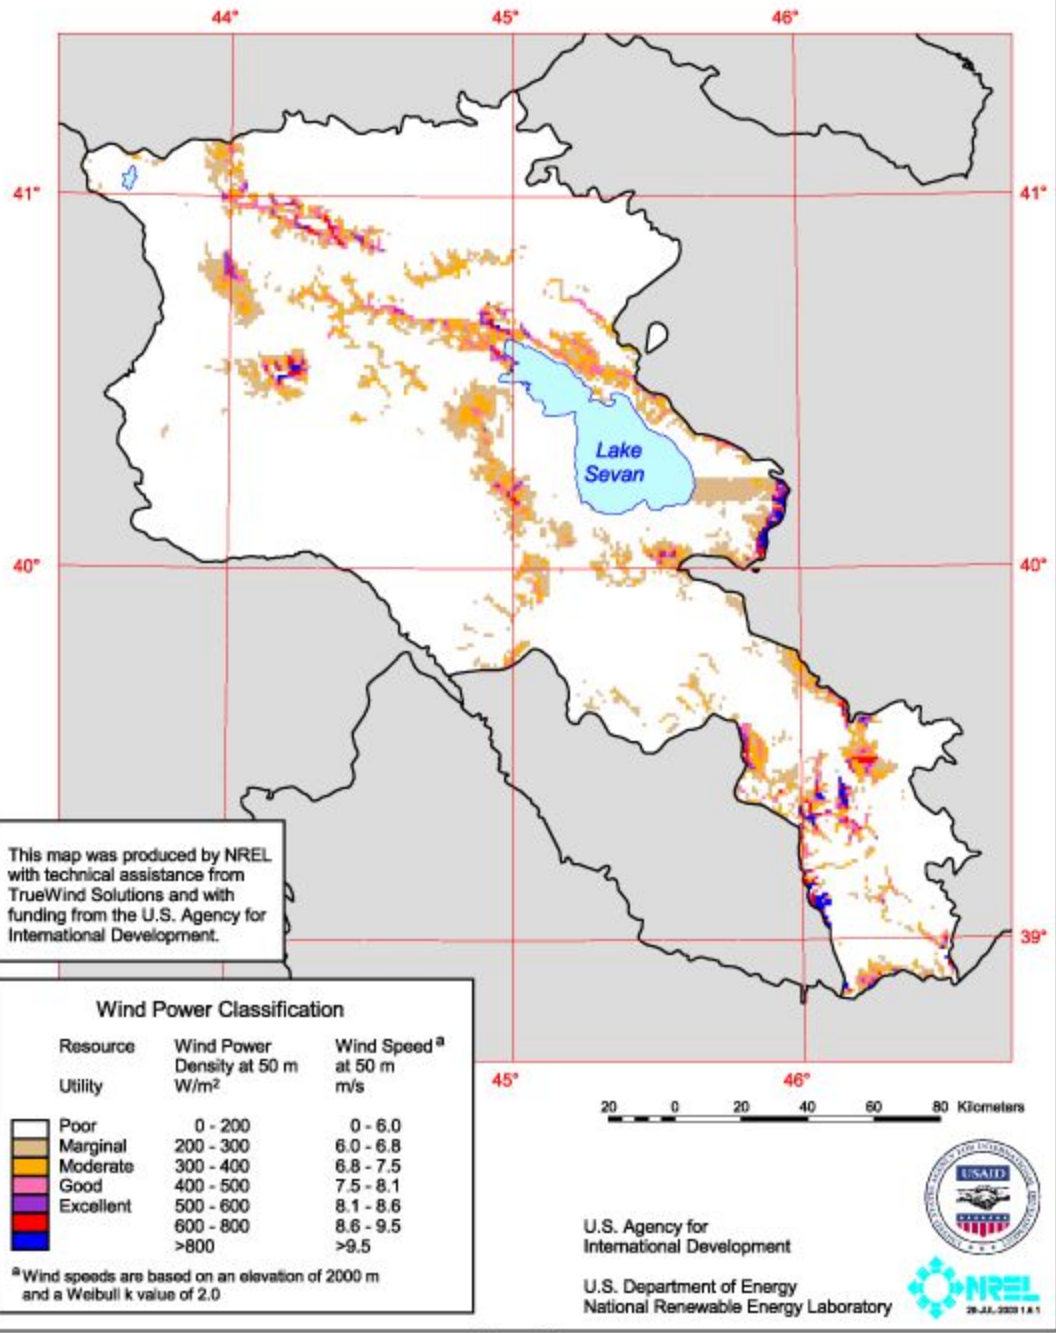 44° 45° 46°
41° 41°
Lake
Sevan
40° 40°
This map was produced by NREL
with technical assistance from
TrueWind Solutions and with
funding from the U.S. Agency for
International Development.
39°
Wind Power Classification
Resource Wind Power Wind Speed a
Density at 50 m at 50 m
Utility W/m² m/s
Poor 0 - 200 0 - 6.0
Marginal 200 - 300 6.0 - 6.8
Moderate 300 - 400 6.8 - 7.5
Good 400 - 500 7.5 - 8.1
Excellent 500 - 600 8.1 - 8.6
600 - 800 8.6 - 9.5
>800 >9.5
a Wind speeds are based on an elevation of 2000 m
and a Weibull k value of 2.0
45° 46°
20 0 20 40 60 80 Kilometers
USAID
U.S. Agency for
International Development
U.S. Department of Energy
National Renewable Energy Laboratory
NREL